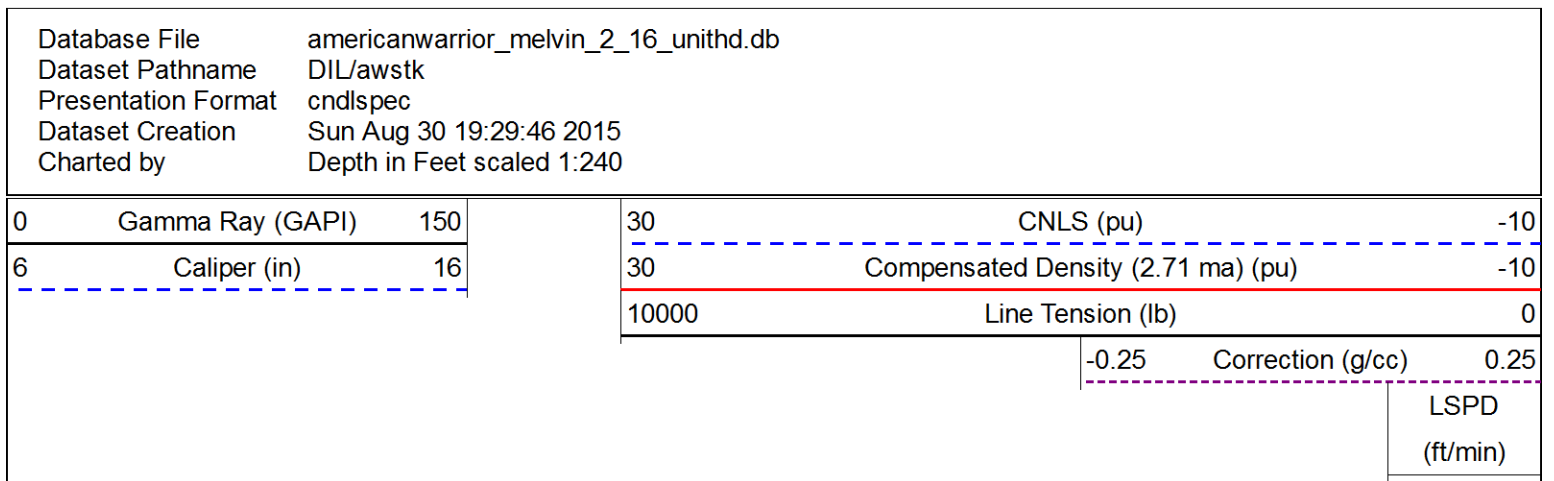 Database File americanwarrior_melvin_2_16_unithd.db
Dataset Pathname DIL/awstk
Presentation Format cndlspec
Dataset Creation Sun Aug 30 19:29:46 2015
Charted by Depth in Feet scaled 1:240
0 Gamma Ray (GAPI) 150 30 CNLS (pu) -10
6 Caliper (in) 16 30 Compensated Density (2.71 ma) (pu) -10
10000 Line Tension (lb) 0
-0.25 Correction (g/cc) 0.25
LSPD
(ft/min)